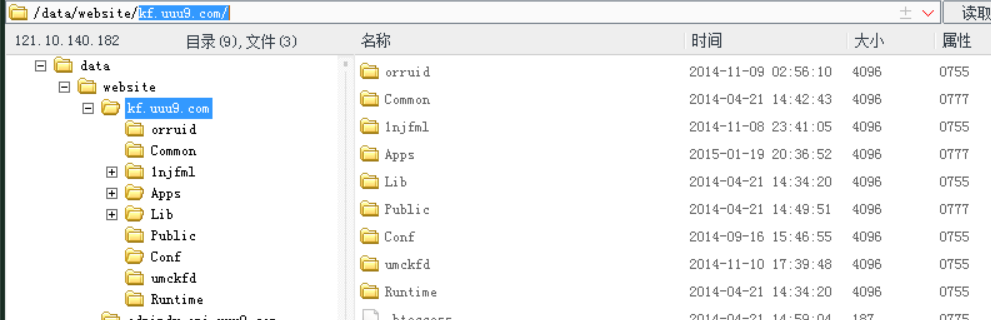 /data/website/kf.uuu9.com/ 读取
121.10.140.182 目录(9),文件(3) 名称 时间 大小 属性
data
website
kf.uuu9.com
orruid
Common
1njfml
Apps
Lib
Public
Conf
umckfd
Runtime
orruid 2014-11-09 02:56:10 4096 0755
Common 2014-04-21 14:42:43 4096 0777
1njfml 2014-11-08 23:41:05 4096 0755
Apps 2015-01-19 20:36:52 4096 0777
Lib 2014-04-21 14:34:20 4096 0755
Public 2014-04-21 14:49:51 4096 0777
Conf 2014-09-16 15:46:55 4096 0755
umckfd 2014-11-10 17:39:48 4096 0755
Runtime 2014-04-21 14:34:20 4096 0755
2014-04-21 14:59:04 187 0775